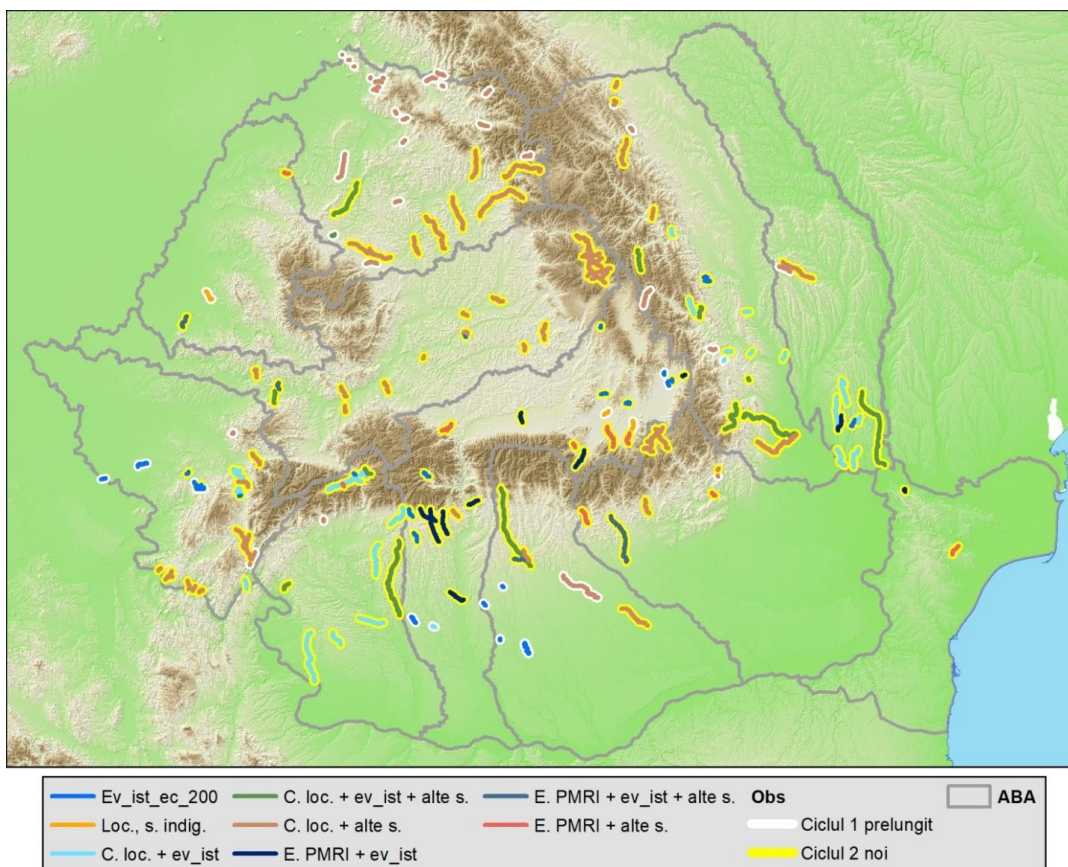 Ev_ist_ec_200 C. loc. + ev_ist + alte s. E. PMRI + ev_ist + alte s. Obs ABA
Loc., s. indig. C. loc. + alte s. E. PMRI + alte s. Ciclul 1 prelungit
C. loc. + ev_ist E. PMRI + ev_ist Ciclul 2 noi